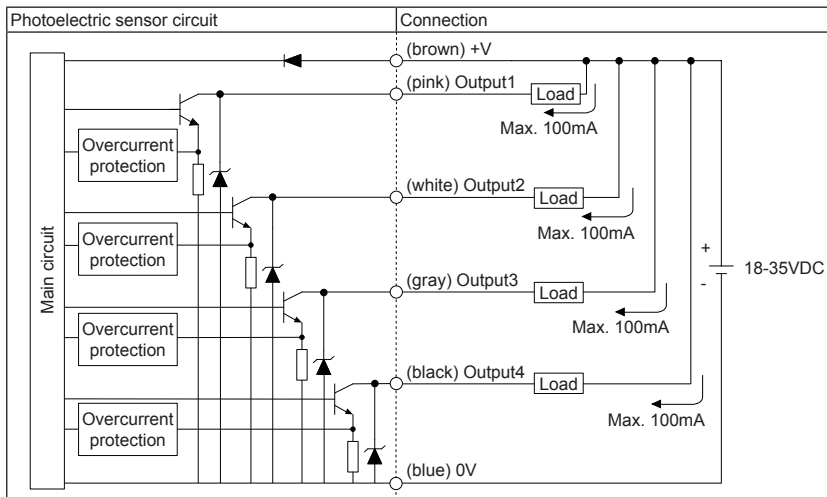 Photoelectric sensor circuit
Connection
(brown) +V
(pink) Output1
Load
Max. 100mA
Overcurrent
protection
(white) Output2
Load
Max. 100mA
Overcurrent
protection
Main circuit
+
-
18-35VDC
(gray) Output3
Load
Max. 100mA
Overcurrent
protection
(black) Output4
Load
Max. 100mA
Overcurrent
protection
(blue) 0V